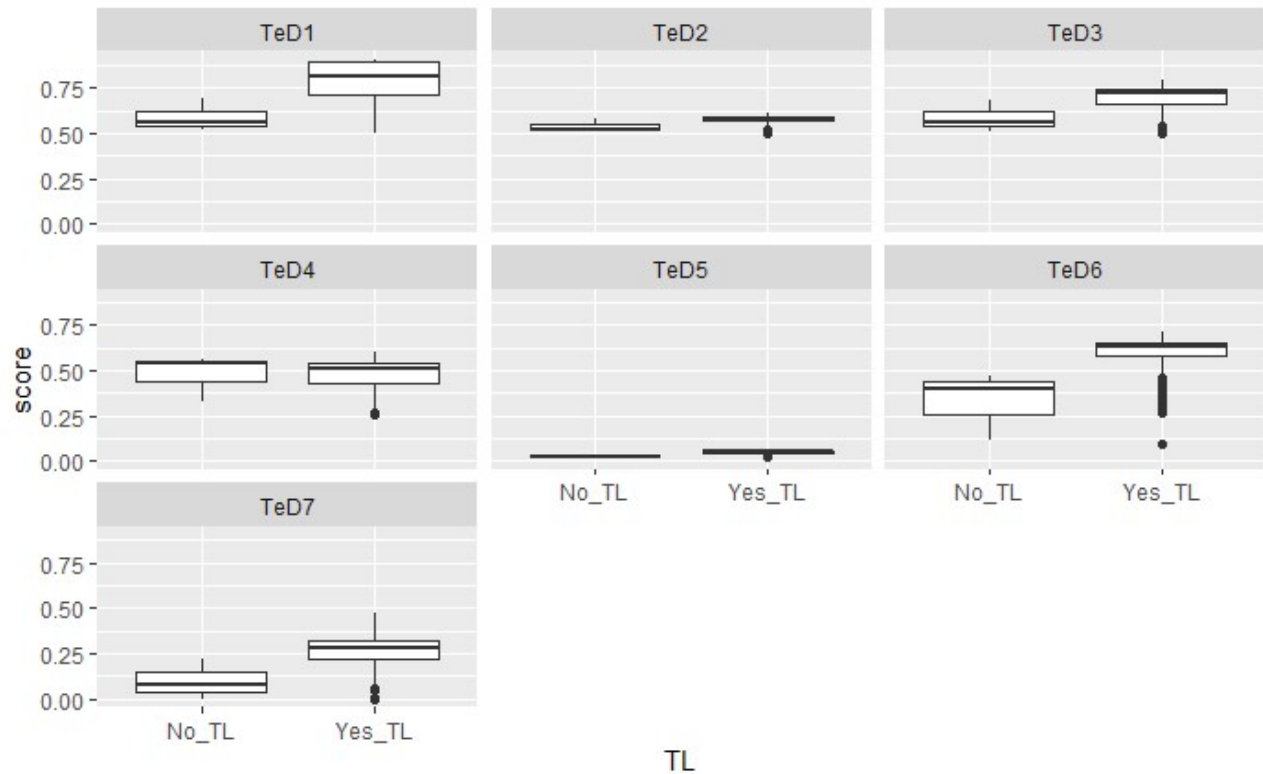 TeD1 TeD2 TeD3
0.75
0.50
0.25
0.00
TeD4 TeD5 TeD6
0.75
0.50
0.25
0.00
score
No_TL Yes_TL No_TL Yes_TL
TeD7
0.75
0.50
0.25
0.00
No_TL Yes_TL
TL